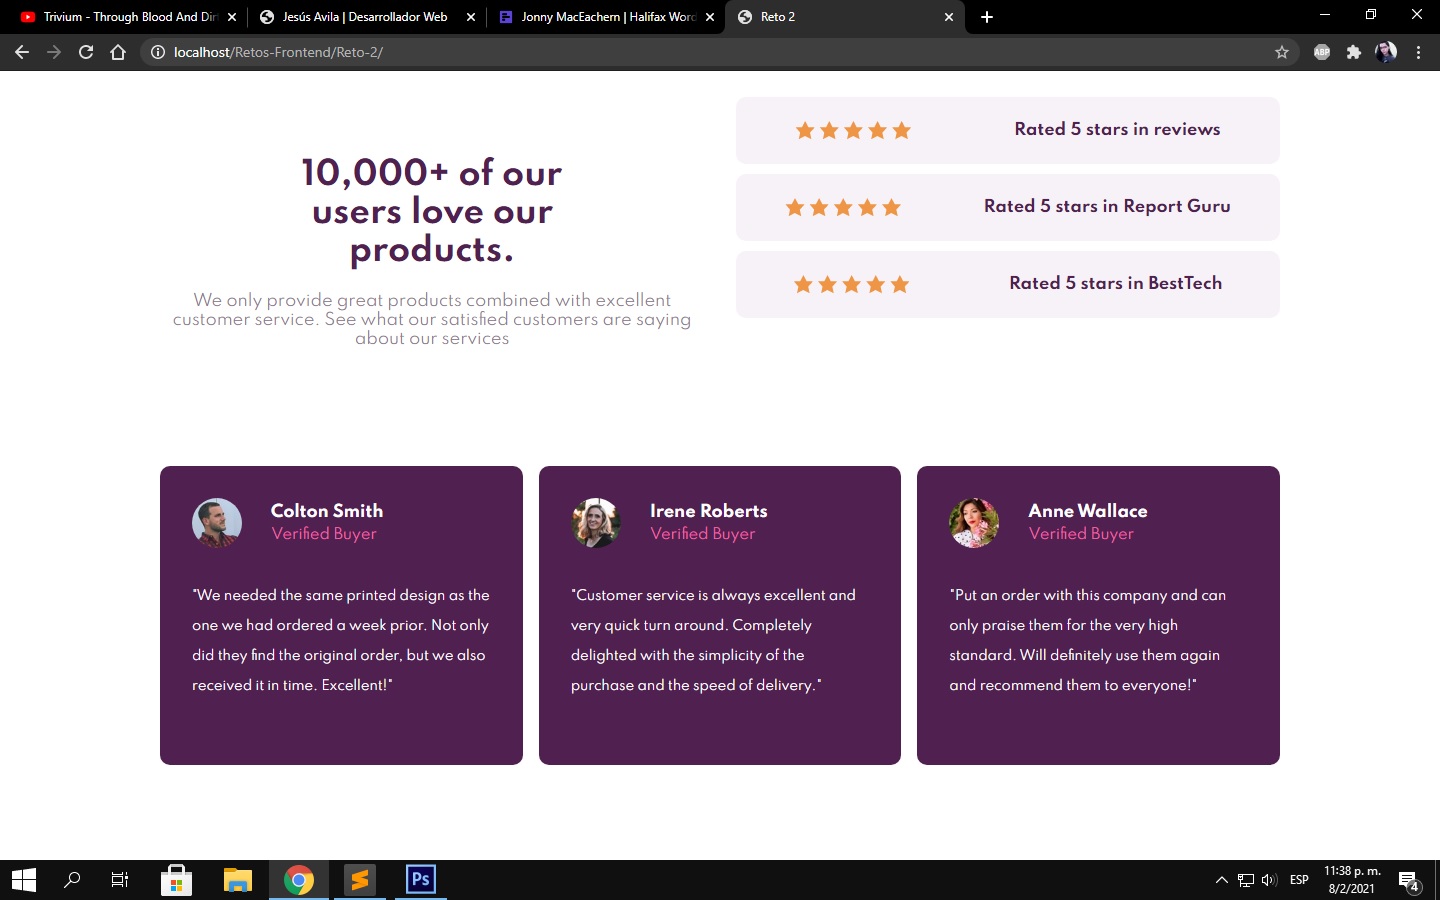 Trivium - Through Blood And Dir
Jesús Avila | Desarrollador Web
Jonny MacEachern | Halifax Word
Reto 2
localhost/Retos-Frontend/Reto-2/
ABP
10,000+ of our
users love our
products.
We only provide great products combined with excellent
customer service. See what our satisfied customers are saying
about our services
Rated 5 stars in reviews
Rated 5 stars in Report Guru
Rated 5 stars in BestTech
Colton Smith
Verified Buyer
"We needed the same printed design as the
one we had ordered a week prior. Not only
did they find the original order, but we also
received it in time. Excellent!"
Irene Roberts
Verified Buyer
"Customer service is always excellent and
very quick turn around. Completely
delighted with the simplicity of the
purchase and the speed of delivery."
Anne Wallace
Verified Buyer
"Put an order with this company and can
only praise them for the very high
standard. Will definitely use them again
and recommend them to everyone!"
Ps
ESP
11:38 p. m.
8/2/2021
4